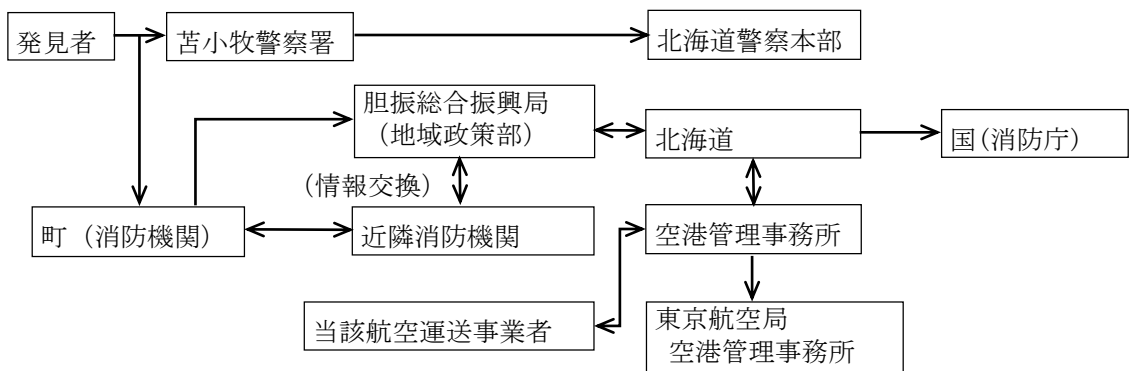 発見者
苫小牧警察署
北海道警察本部
胆振総合振興局
（地域政策部）
北海道
国(消防庁）
（情報交換）
町（消防機関）
近隣消防機関
空港管理事務所
当該航空運送事業者
東京航空局
空港管理事務所